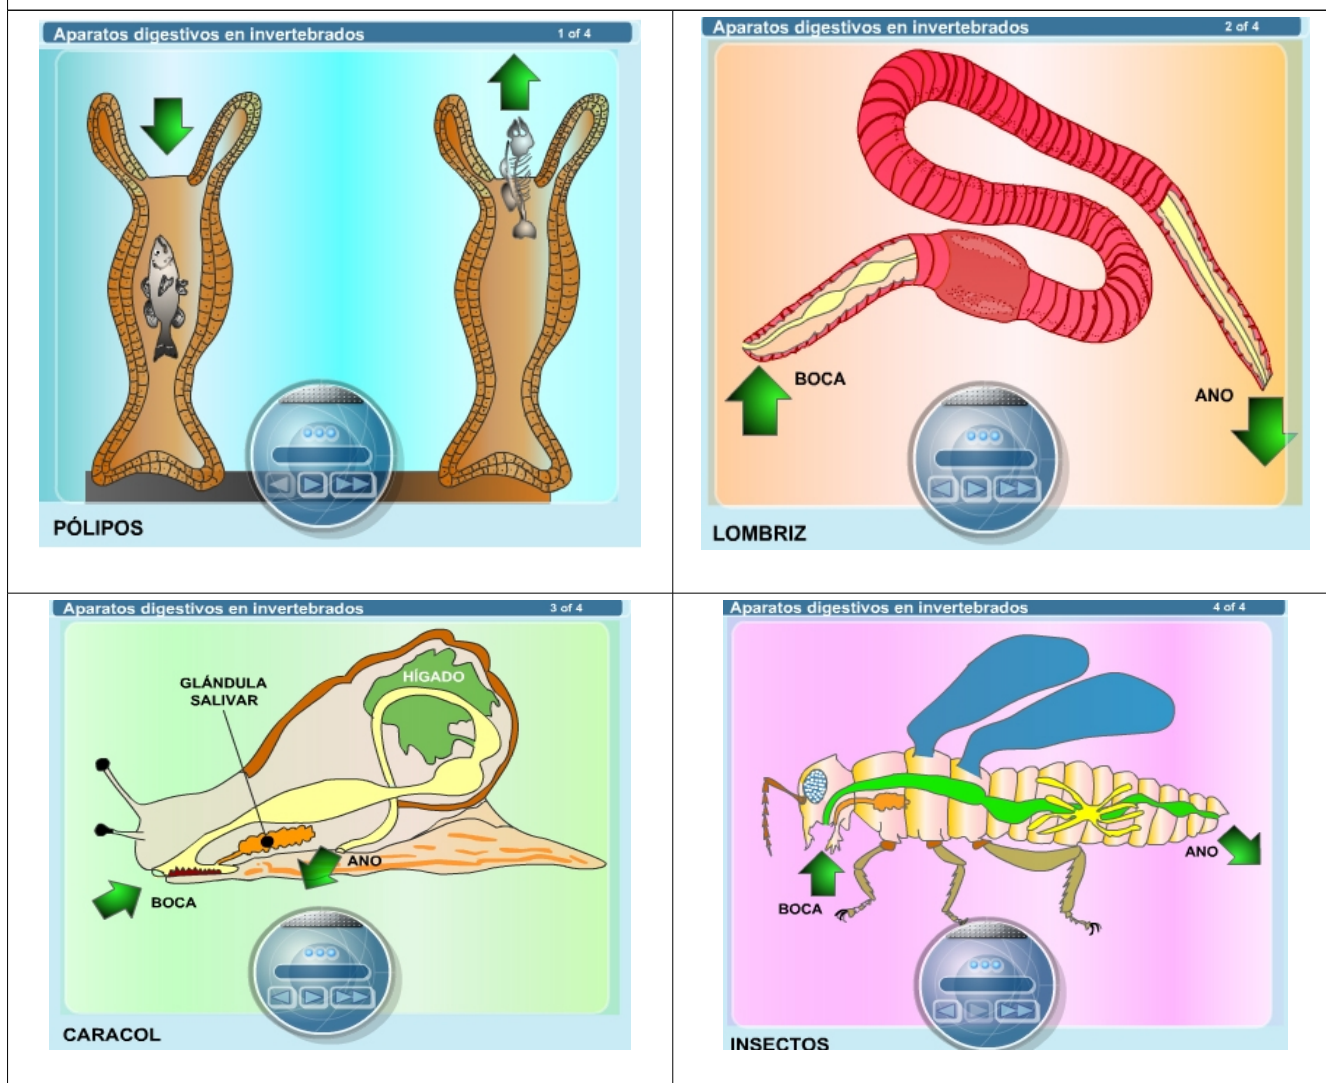 Aparatos digestivos en invertebrados 1 of 4
PÓLIPOS
Aparatos digestivos en invertebrados 2 of 4
BOCA
ANO
LOMBRIZ
Aparatos digestivos en invertebrados 3 of 4
HÍGADO
GLÁNDULA
SALIVAR
ANO
BOCA
CARACOL
Aparatos digestivos en invertebrados 4 of 4
ANO
BOCA
INSECTOS